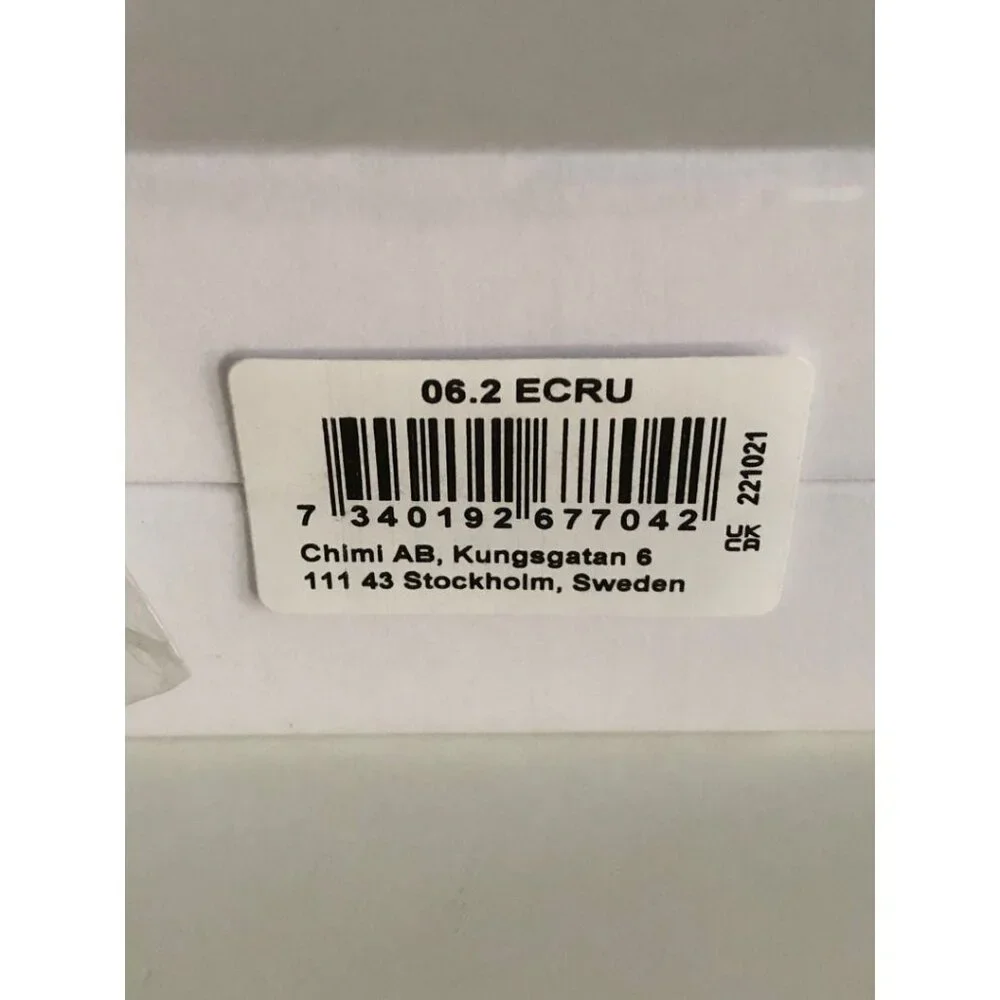 06.2 ECRU
7 340192 677042
Chimi AB, Kungsgatan 6
111 43 Stockholm, Sweden
221021
UK
CA